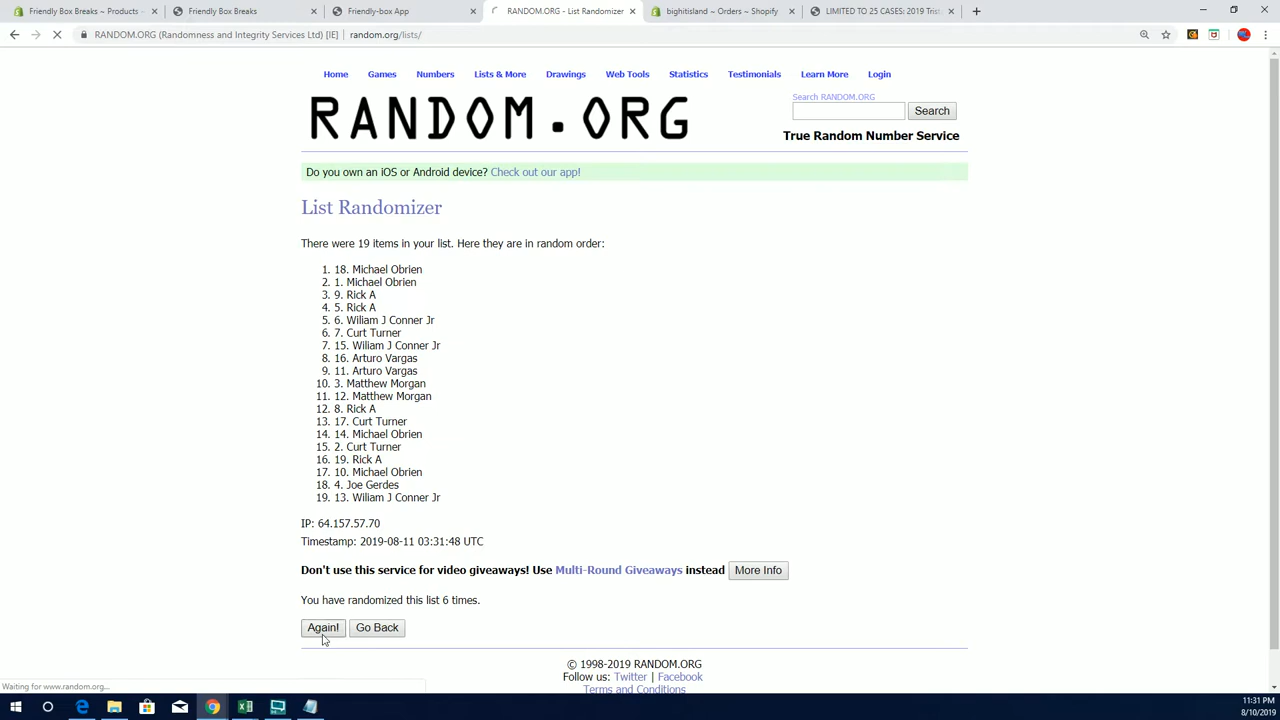 Friendly Box Breaks ~ Products ~
Friendly Box Breaks
Friendly-box App
RANDOM.ORG - List Randomizer
bightisland ~ Orders ~ Shopify
LIMITED TO 25 CASES: 2019 Trist
RANDOM.ORG (Randomness and Integrity Services Ltd) [IE] | random.org/lists/
Home Games Numbers Lists & More Drawings Web Tools Statistics Testimonials Learn More Login
RANDOM.ORG
Search RANDOM.ORG
Search
True Random Number Service
Do you own an iOS or Android device? Check out our app!
List Randomizer
There were 19 items in your list. Here they are in random order:
1. 18. Michael Obrien
2. 1. Michael Obrien
3. 9. Rick A
4. 5. Rick A
5. 6. Wiliam J Conner Jr
6. 7. Curt Turner
7. 15. Wiliam J Conner Jr
8. 16. Arturo Vargas
9. 11. Arturo Vargas
10. 3. Matthew Morgan
11. 12. Matthew Morgan
12. 8. Rick A
13. 17. Curt Turner
14. 14. Michael Obrien
15. 2. Curt Turner
16. 19. Rick A
17. 10. Michael Obrien
18. 4. Joe Gerdes
19. 13. Wiliam J Conner Jr
IP: 64.157.57.70
Timestamp: 2019-08-11 03:31:48 UTC
Don't use this service for video giveaways! Use Multi-Round Giveaways instead More Info
You have randomized this list 6 times.
Again! Go Back
© 1998-2019 RANDOM.ORG
Follow us: Twitter | Facebook
Terms and Conditions
Waiting for www.random.org...
11:31 PM
8/10/2019